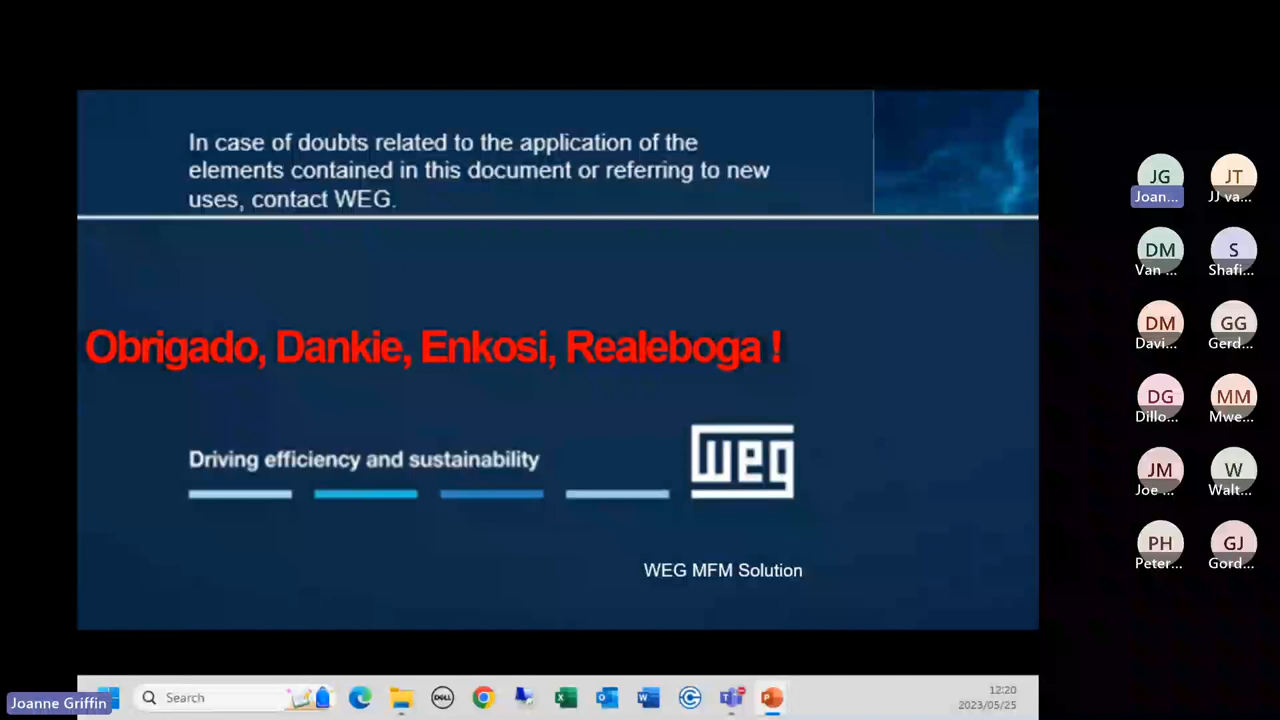 In case of doubts related to the application of the
elements contained in this document or referring to new
uses, contact WEG.
Obrigado, Dankie, Enkosi, Realeboga !
Driving efficiency and sustainability
weg
WEG MFM Solution
JG
Joan...
JT
JJ va...
DM
Van ...
S
Shafi...
DM
Davi...
GG
Gerd...
DG
Dillo...
MM
Mwe...
JM
Joe ...
W
Walt...
PH
Peter...
GJ
Gord...
Joanne Griffin
Search
DELL
12:20
2023/05/25